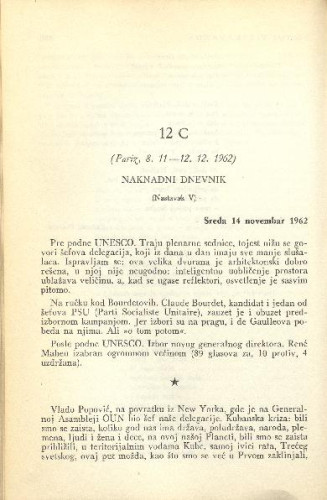 12 C
(Pariz, 8. 11—12. 12. 1962)
NAKNADNI DNEVNIK
(Nastavak V)
Sreda 14 novembar 1962
Pre podne UNESCO. Traju plenarne sednice, tojest nižu se go-
vori šefova delegacija, koji iz dana u dan imaju sve manje sluša-
laca. Ispravljam se: ova velika dvorana je arhitektonski dobro
rešena, u njoj nije neugodno: inteligentno uobličenje prostora
ublažava veličinu, a, kad se ugase reflektori, osvetljenje je sasvim
pitomo.
Na ručku kod Bourdetovih. Claude Bourdet, kandidat i jedan od
šefova PSU (Parti Socialiste Unitaire), zauzet je i obuzet pred-
izbornom kampanjom. Jer izbori su na pragu, i de Gaulleova po-
beda na njima. Ali »o tom potom«.
Posle podne UNESCO. Izbor novog generalnog direktora. René
Maheu izabran ogromnom većinom (89 glasova za, 10 protiv, 4
uzdržana).
★
Vlado Popović, na povratku iz New Yorka, gde je na General-
noj Asambleji OUN bio šef naše delegacije. Kubanska kriza: bili
smo se zaista, koliko god nas ima država, poludržava, naroda, ple-
mena, ljudi i žena i dece, na ovoj našoj Planeti, bili smo se zaista
približili, u teritorijalnim vodama Kube, samoj ivici rata, Trećeg
svetskog, ovaj put možda, kao što smo se već u Prvom zaklinjali,